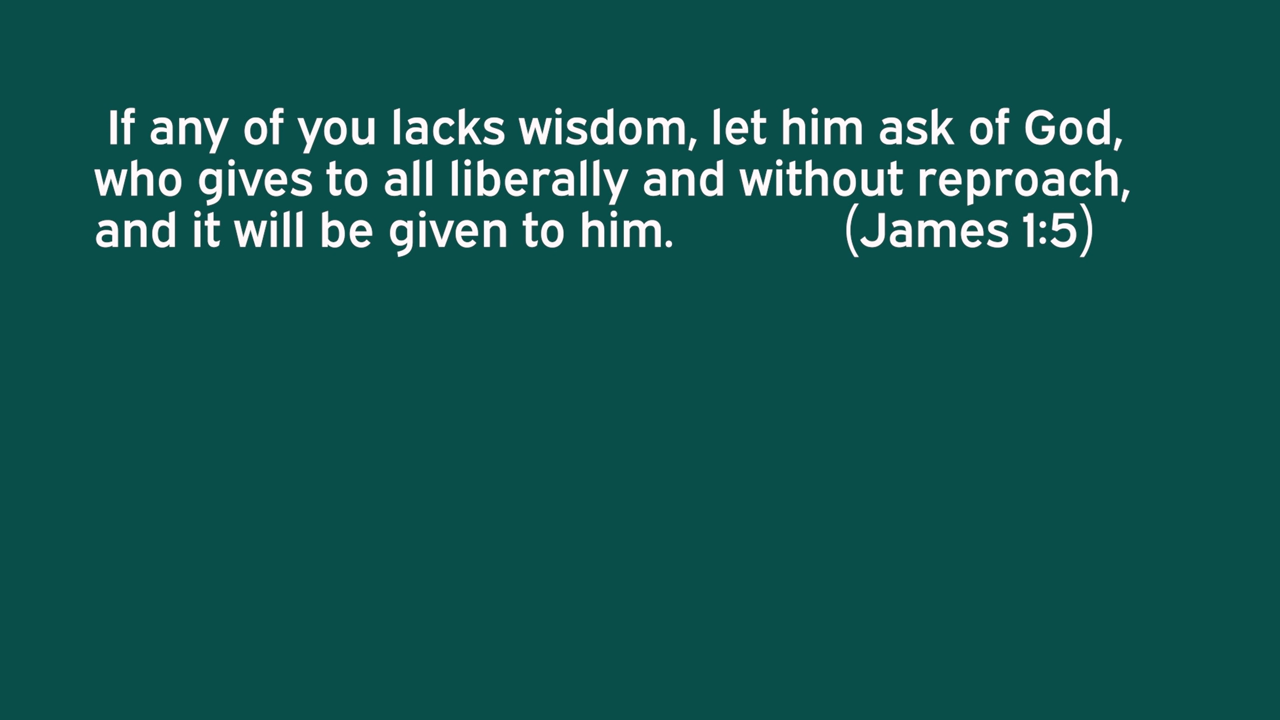 If any of you lacks wisdom, let him ask of God,
who gives to all liberally and without reproach,
and it will be given to him. (James 1:5)